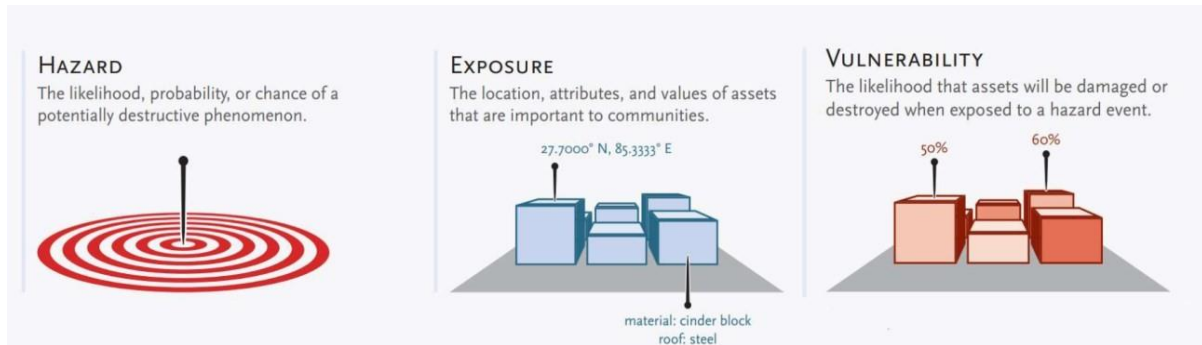 HAZARD
The likelihood, probability, or chance of a
potentially destructive phenomenon.
EXPOSURE
The location, attributes, and values of assets
that are important to communities.
27.7000° N, 85.3333° E
material: cinder block
roof: steel
VULNERABILITY
The likelihood that assets will be damaged or
destroyed when exposed to a hazard event.
50%
60%